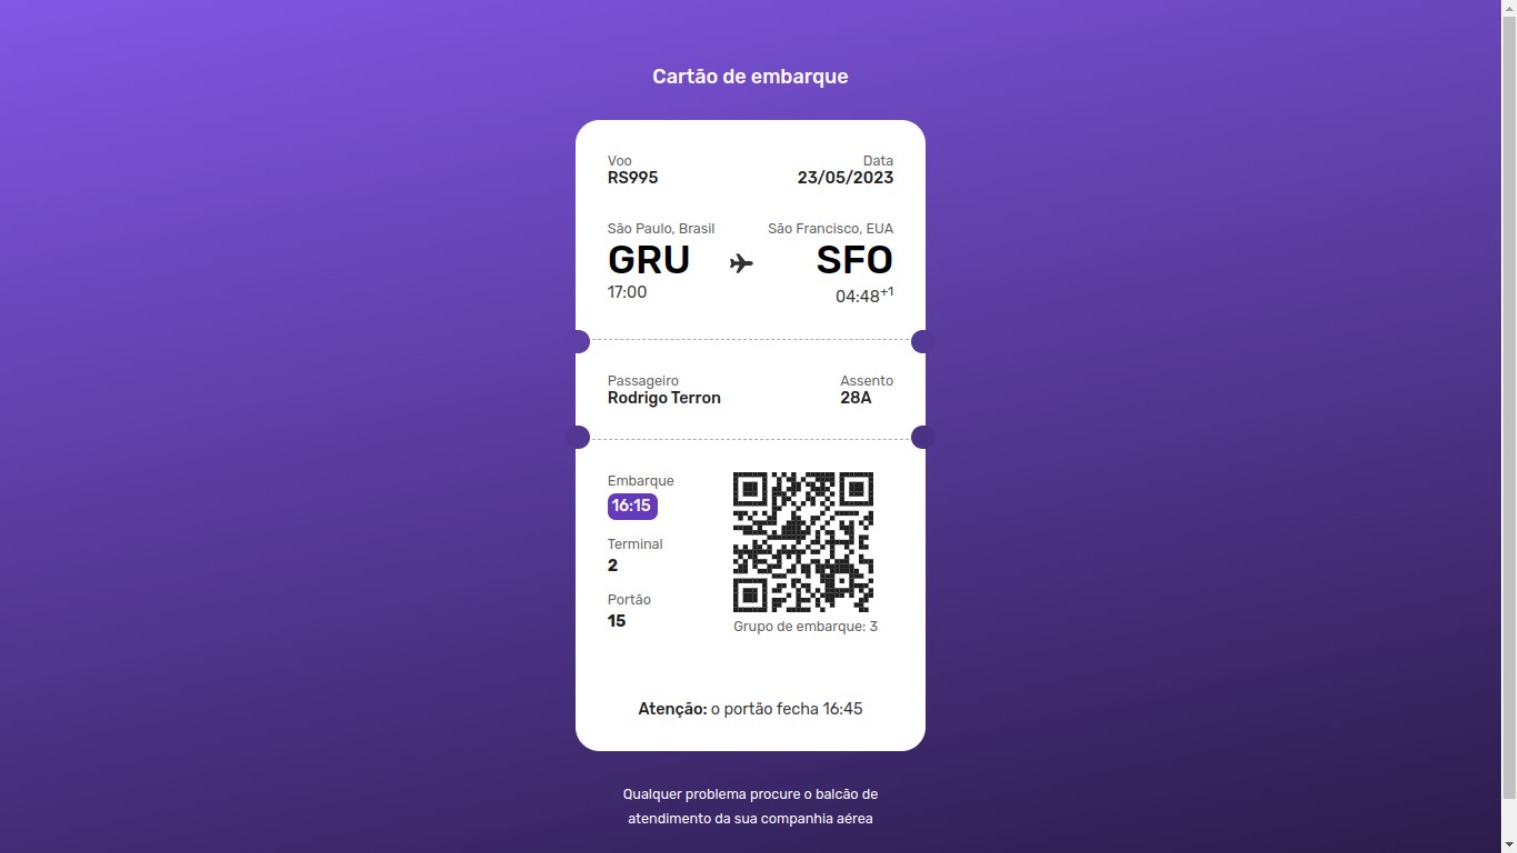 Cartão de embarque
Voo Data
RS995 23/05/2023
São Paulo, Brasil São Francisco, EUA
GRU SFO
17:00 04:48+1
Passageiro Assento
Rodrigo Terron 28A
Embarque
16:15
Terminal
2
Portão
15
Grupo de embarque: 3
Atenção: o portão fecha 16:45
Qualquer problema procure o balcão de
atendimento da sua companhia aérea